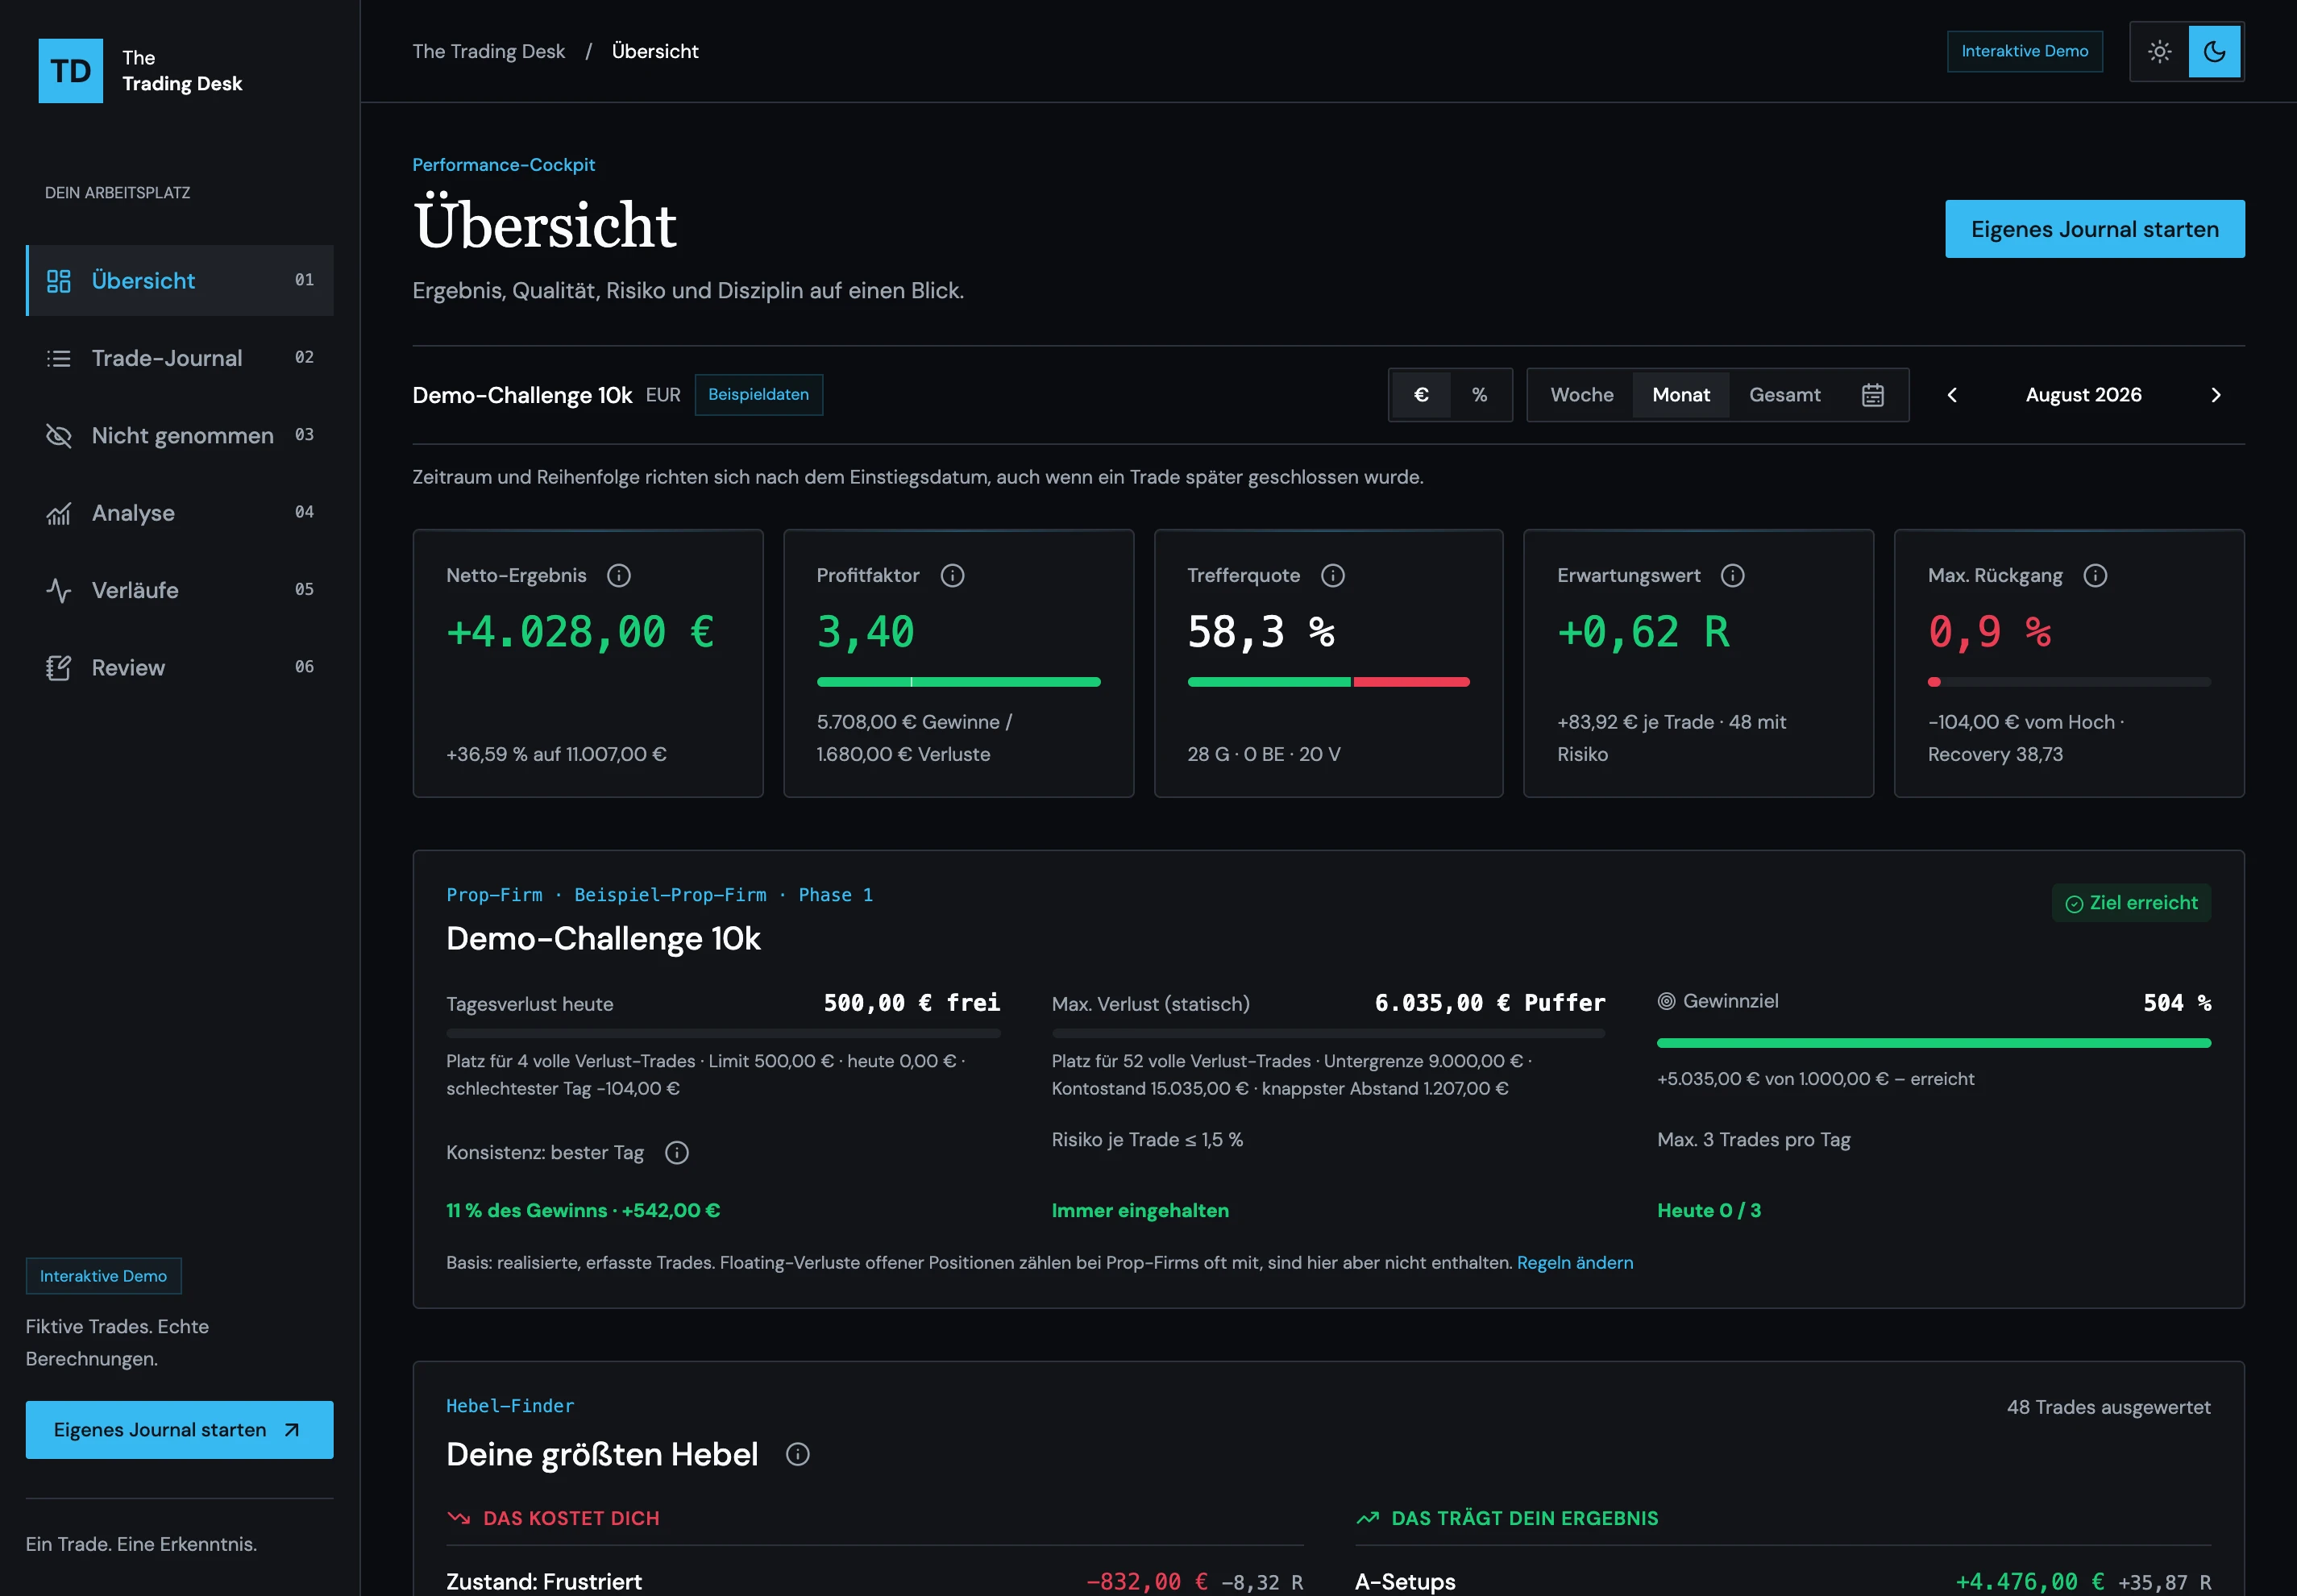 TD
The
Trading Desk
DEIN ARBEITSPLATZ
Übersicht 01
Trade-Journal 02
Nicht genommen 03
Analyse 04
Verläufe 05
Review 06
Interaktive Demo
Fiktive Trades. Echte
Berechnungen.
Eigenes Journal starten
Ein Trade. Eine Erkenntnis.
The Trading Desk / Übersicht
Interaktive Demo
Performance-Cockpit
Übersicht
Ergebnis, Qualität, Risiko und Disziplin auf einen Blick.
Eigenes Journal starten
Demo-Challenge 10k EUR Beispieldaten
€ % Woche Monat Gesamt August 2026
Zeitraum und Reihenfolge richten sich nach dem Einstiegsdatum, auch wenn ein Trade später geschlossen wurde.
Netto-Ergebnis
+4.028,00 €
+36,59 % auf 11.007,00 €
Profitfaktor
3,40
5.708,00 € Gewinne /
1.680,00 € Verluste
Trefferquote
58,3 %
28 G · 0 BE · 20 V
Erwartungswert
+0,62 R
+83,92 € je Trade · 48 mit
Risiko
Max. Rückgang
0,9 %
-104,00 € vom Hoch ·
Recovery 38,73
Prop-Firm · Beispiel-Prop-Firm · Phase 1
Demo-Challenge 10k
Ziel erreicht
Tagesverlust heute 500,00 € frei
Platz für 4 volle Verlust-Trades · Limit 500,00 € · heute 0,00 € ·
schlechtester Tag -104,00 €
Max. Verlust (statisch) 6.035,00 € Puffer
Platz für 52 volle Verlust-Trades · Untergrenze 9.000,00 € ·
Kontostand 15.035,00 € · knappster Abstand 1.207,00 €
Gewinnziel 504 %
+5.035,00 € von 1.000,00 € – erreicht
Konsistenz: bester Tag
11 % des Gewinns · +542,00 €
Risiko je Trade ≤ 1,5 %
Immer eingehalten
Max. 3 Trades pro Tag
Heute 0 / 3
Basis: realisierte, erfasste Trades. Floating-Verluste offener Positionen zählen bei Prop-Firms oft mit, sind hier aber nicht enthalten. Regeln ändern
Hebel-Finder
48 Trades ausgewertet
Deine größten Hebel
DAS KOSTET DICH
Zustand: Frustriert −832,00 € −8,32 R
DAS TRÄGT DEIN ERGEBNIS
A-Setups +4.476,00 € +35,87 R